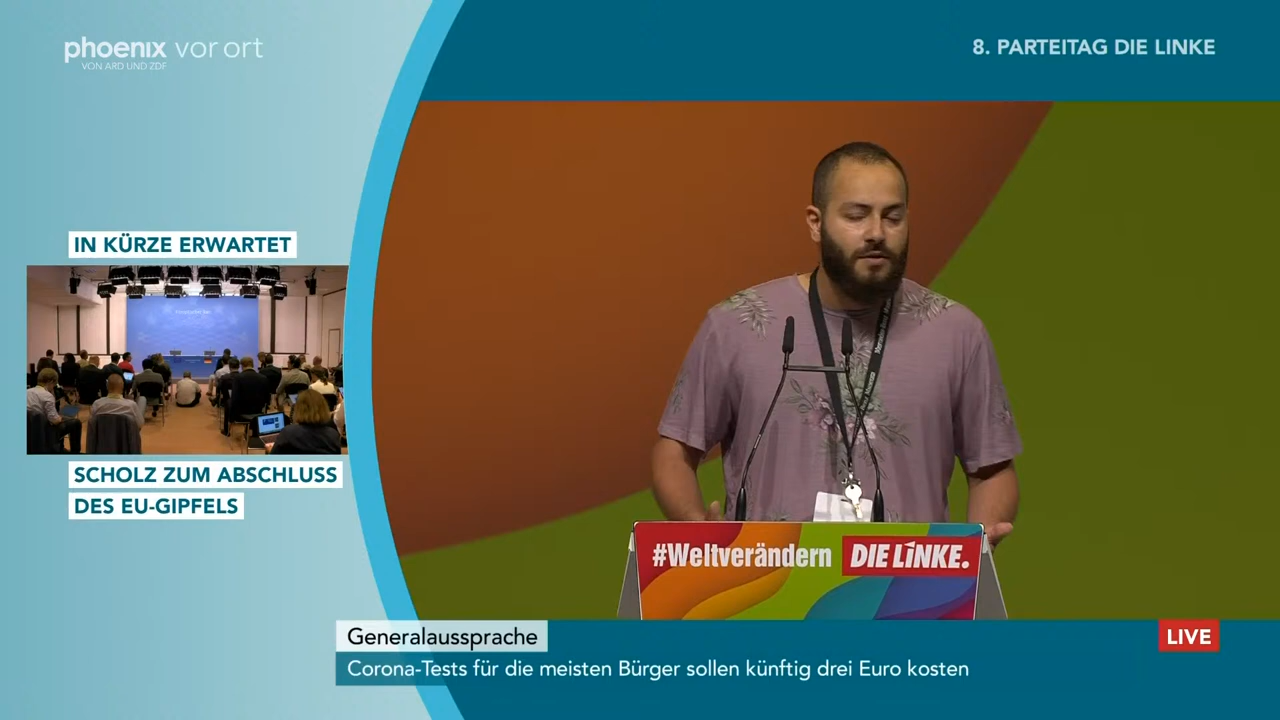 phoenix vor ort
VON ARD UND ZDF
8. PARTEITAG DIE LINKE
IN KÜRZE ERWARTET
SCHOLZ ZUM ABSCHLUSS
DES EU-GIPFELS
#Weltverändern DIE LINKE.
Generalaussprache
LIVE
Corona-Tests für die meisten Bürger sollen künftig drei Euro kosten